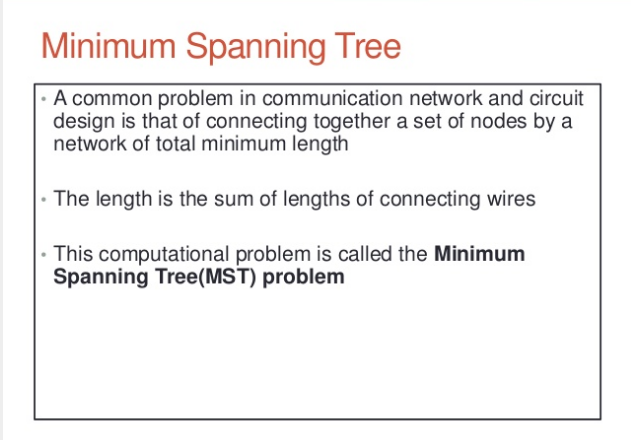 Minimum Spanning Tree
• A common problem in communication network and circuit
design is that of connecting together a set of nodes by a
network of total minimum length
• The length is the sum of lengths of connecting wires
• This computational problem is called the Minimum
Spanning Tree(MST) problem